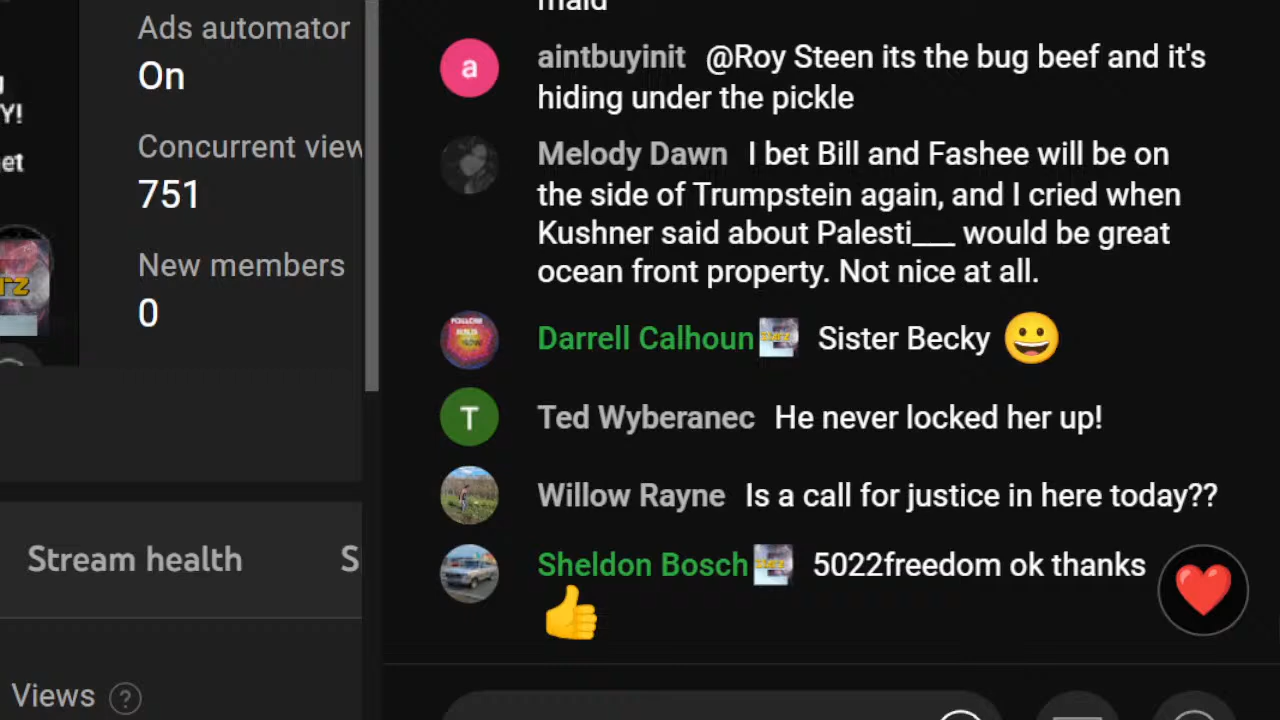 maid
Ads automator
On
Concurrent view
751
New members
0
Y!
et
rz
Stream health
S
Views ?
a aintbuyinit @Roy Steen its the bug beef and it's
hiding under the pickle
Melody Dawn I bet Bill and Fashee will be on
the side of Trumpstein again, and I cried when
Kushner said about Palesti___ would be great
ocean front property. Not nice at all.
Darrell Calhoun Sister Becky 😀
T Ted Wyberanec He never locked her up!
Willow Rayne Is a call for justice in here today??
Sheldon Bosch 5022freedom ok thanks
👍